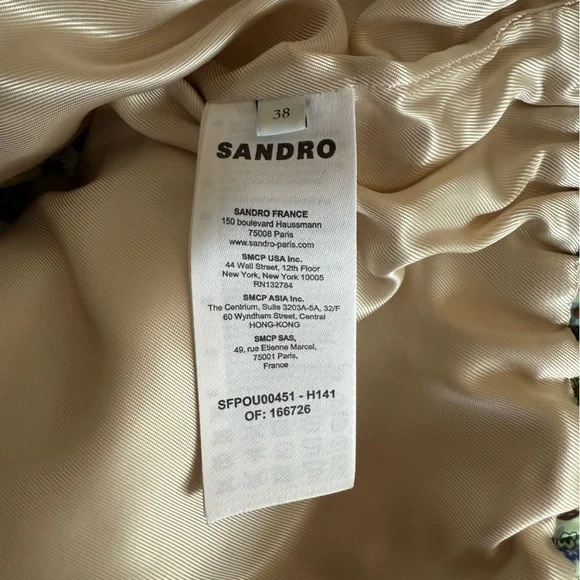 38
SANDRO
SANDRO FRANCE
150 boulevard Haussmann
75008 Paris
www.sandro-paris.com
SMCP USA Inc.
44 Wall Street, 12th Floor
New York, New York 10005
RN132784
SMCP ASIA Inc.
The Centrium, Suite 3203A-5A, 32/F
60 Wyndham Street, Central
HONG-KONG
SMCP SAS,
49, rue Etienne Marcel,
75001 Paris,
France
SFPOU00451 - H141
OF: 166726